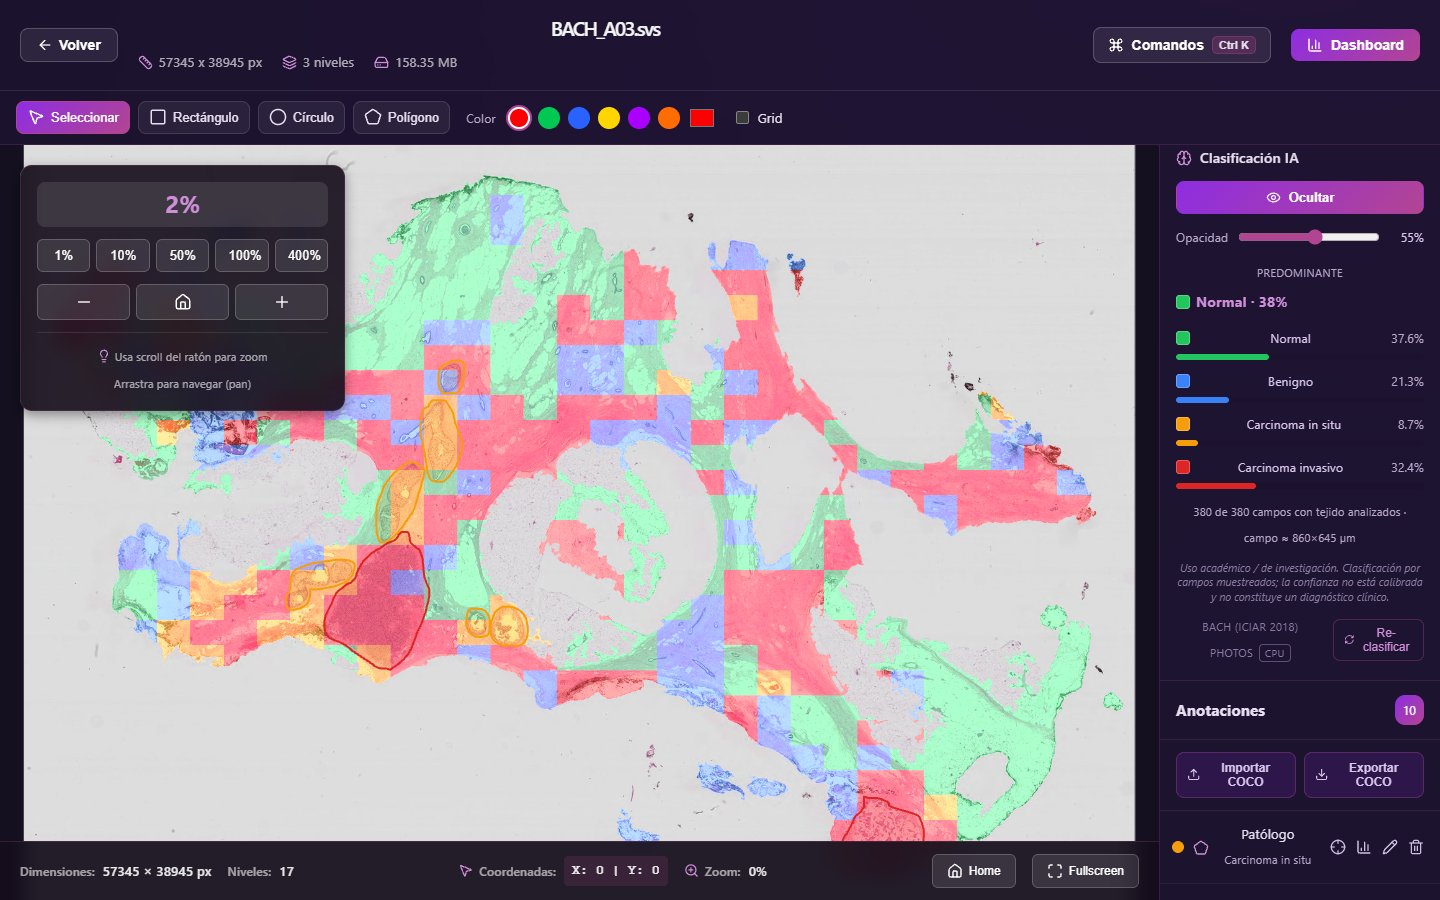 Volver
BACH_A03.svs
57345 x 38945 px
3 niveles
158.35 MB
Comandos Ctrl K
Dashboard
Seleccionar
Rectángulo
Círculo
Polígono
Color
Grid
2%
1%
10%
50%
100%
400%
Usa scroll del ratón para zoom
Arrastra para navegar (pan)
Clasificación IA
Ocultar
Opacidad
55%
PREDOMINANTE
Normal · 38%
Normal 37.6%
Benigno 21.3%
Carcinoma in situ 8.7%
Carcinoma invasivo 32.4%
380 de 380 campos con tejido analizados ·
campo ≈ 860×645 µm
Uso académico / de investigación. Clasificación por
campos muestreados; la confianza no está calibrada
y no constituye un diagnóstico clínico.
BACH (ICIAR 2018)
PHOTOS CPU
Re-
clasificar
Anotaciones
10
Importar
COCO
Exportar
COCO
Patólogo
Carcinoma in situ
Dimensiones: 57345 × 38945 px
Niveles: 17
Coordenadas: X: 0 | Y: 0
Zoom: 0%
Home
Fullscreen